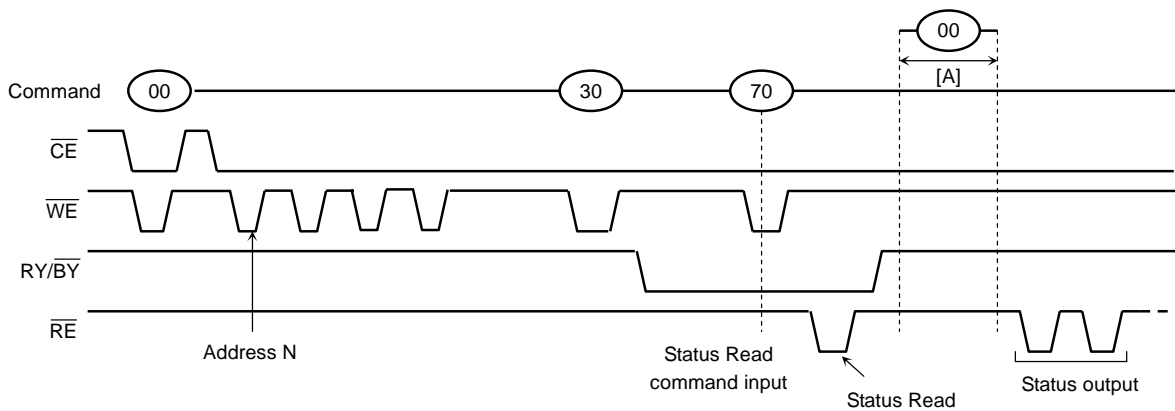 00
[A]
Command 00 30 70
CE
WE
RY/BY
RE
Address N
Status Read
command input
Status Read
Status output